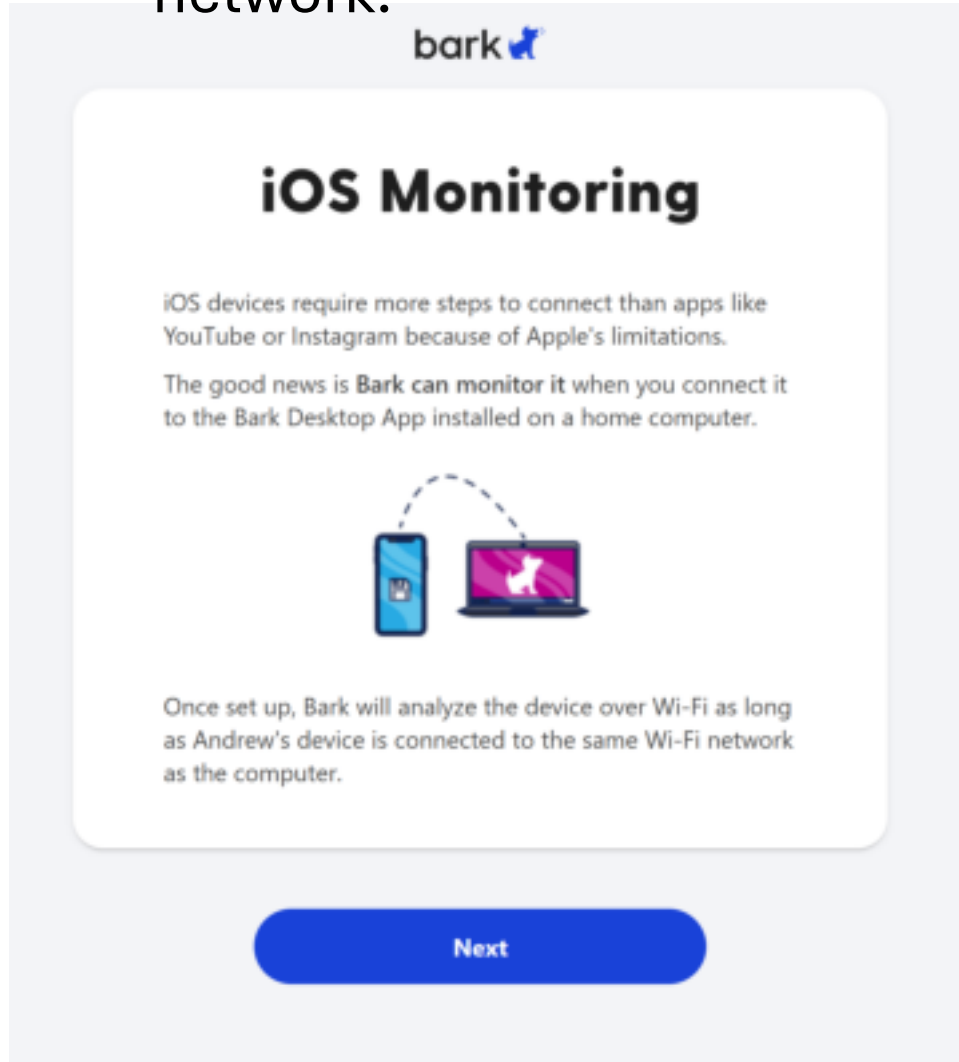 network.
bark
iOS Monitoring
iOS devices require more steps to connect than apps like
YouTube or Instagram because of Apple's limitations.
The good news is Bark can monitor it when you connect it
to the Bark Desktop App installed on a home computer.
Once set up, Bark will analyze the device over Wi-Fi as long
as Andrew's device is connected to the same Wi-Fi network
as the computer.
Next